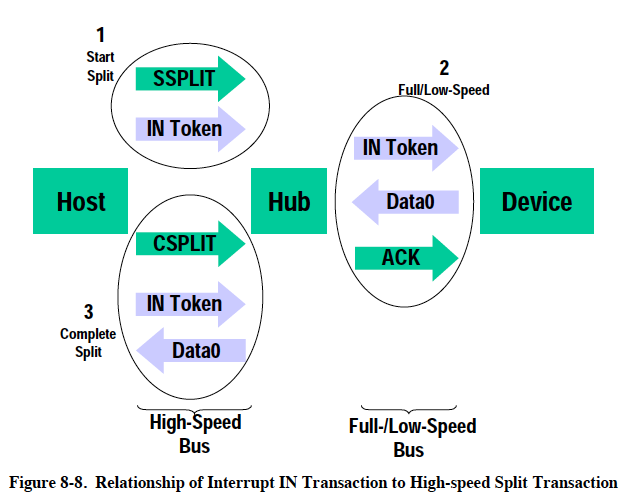 1
Start
Split
SSPLIT
IN Token
2
Full/Low-Speed
IN Token
Data0
ACK
Host
Hub
Device
CSPLIT
IN Token
Data0
3
Complete
Split
High-Speed
Bus
Full-/Low-Speed
Bus
Figure 8-8. Relationship of Interrupt IN Transaction to High-speed Split Transaction